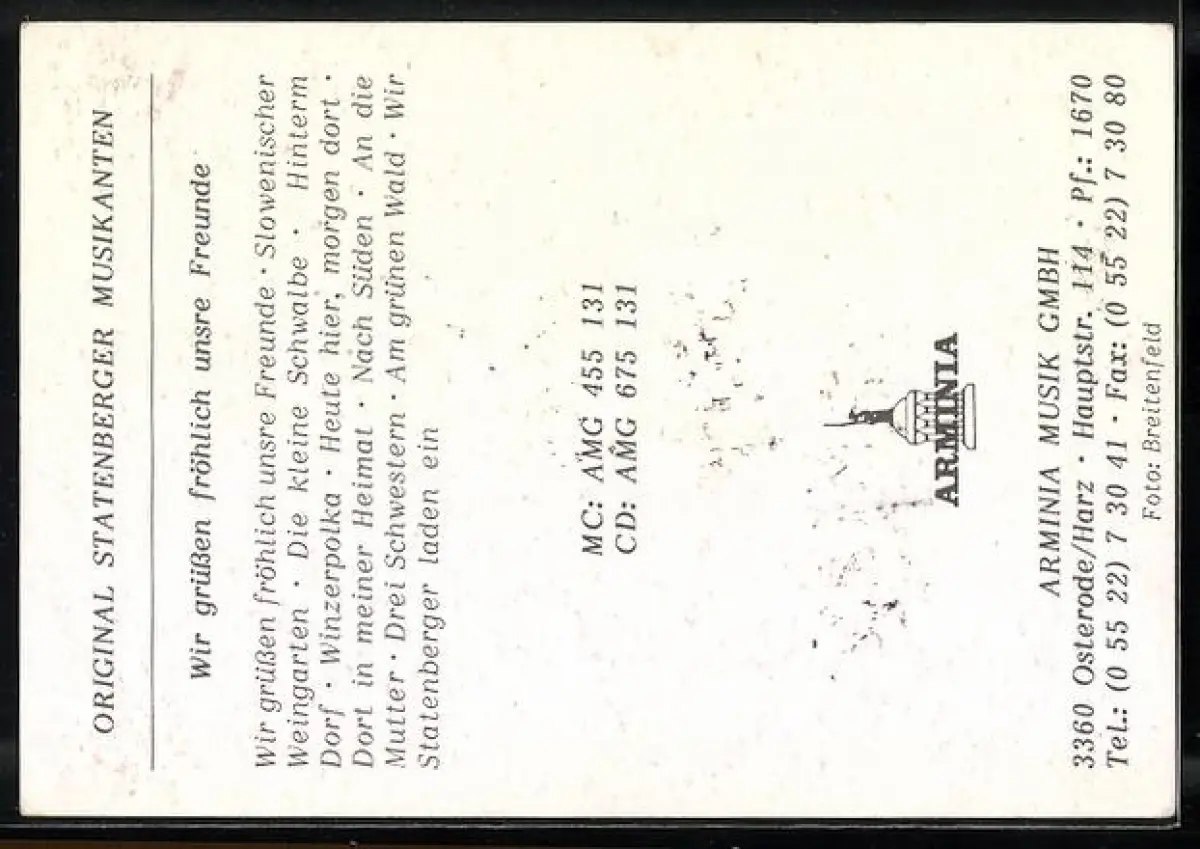 ORIGINAL STATENBERGER MUSIKANTEN
Wir grüßen fröhlich unsre Freunde
Wir grüßen fröhlich unsre Freunde · Slowenischer
Weingarten · Die kleine Schwalbe · Hinterm
Dorf · Winzerpolka · Heute hier, morgen dort ·
Dort in meiner Heimat · Nach Süden · An die
Mutter · Drei Schwestern · Am grünen Wald · Wir
Statenberger laden ein
MC: AMG 455 131
CD: AMG 675 131
ARMINIA
ARMINIA MUSIK GMBH
3360 Osterode/Harz · Hauptstr. 114 · Pf.: 1670
Tel.: (0 55 22) 7 30 41 · Fax: (0 55 22) 7 30 80
Foto: Breitenfeld